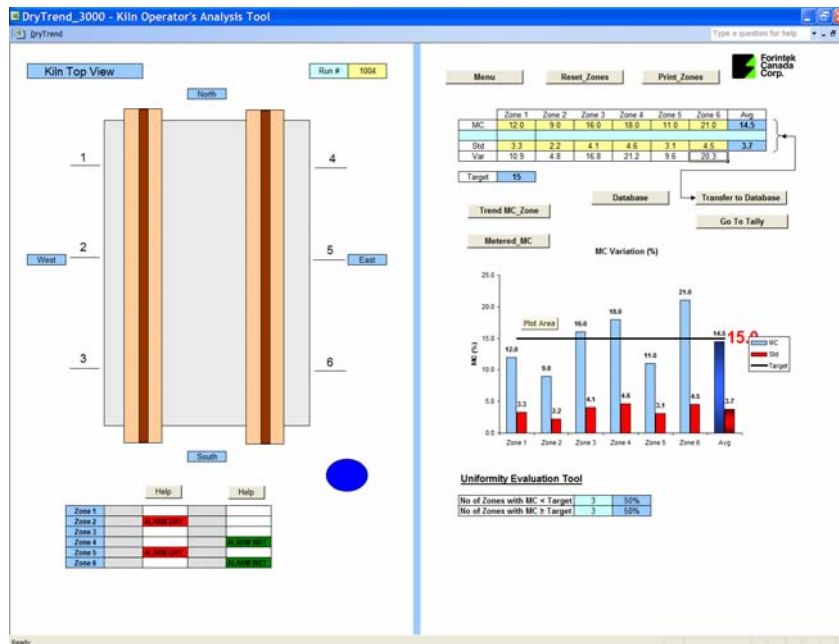 DryTrend_3000 - Kiln Operator's Analysis Tool
DryTrend
Type a question for help
Kiln Top View
Run # 1004
North
1
4
2
5
West
East
3
6
South
Help Help
Zone 1
Zone 2 ALARM DRY
Zone 3
Zone 4 ALARM WET
Zone 5 ALARM DRY
Zone 6 ALARM WET
Menu Reset_Zones Print_Zones
Forintek
Canada
Corp.
Zone 1 Zone 2 Zone 3 Zone 4 Zone 5 Zone 6 Avg
MC 12.0 9.0 16.0 18.0 11.0 21.0 14.5
Std 3.3 2.2 4.1 4.6 3.1 4.5 3.7
Var 10.9 4.8 16.8 21.2 9.6 20.3
Target 15
Database Transfer to Database
Trend MC_Zone
Go To Tally
Metered_MC
MC Variation (%)
MC (%)
25.0
20.0
15.0
10.0
5.0
0.0
Plot Area
12.0 9.0 16.0 18.0 11.0 21.0 14.5
3.3 2.2 4.1 4.6 3.1 4.5 3.7
15.0
MC
Std
Target
Zone 1 Zone 2 Zone 3 Zone 4 Zone 5 Zone 6 Avg
Uniformity Evaluation Tool
No of Zones with MC < Target 3 50%
No of Zones with MC ≥ Target 3 50%
Ready